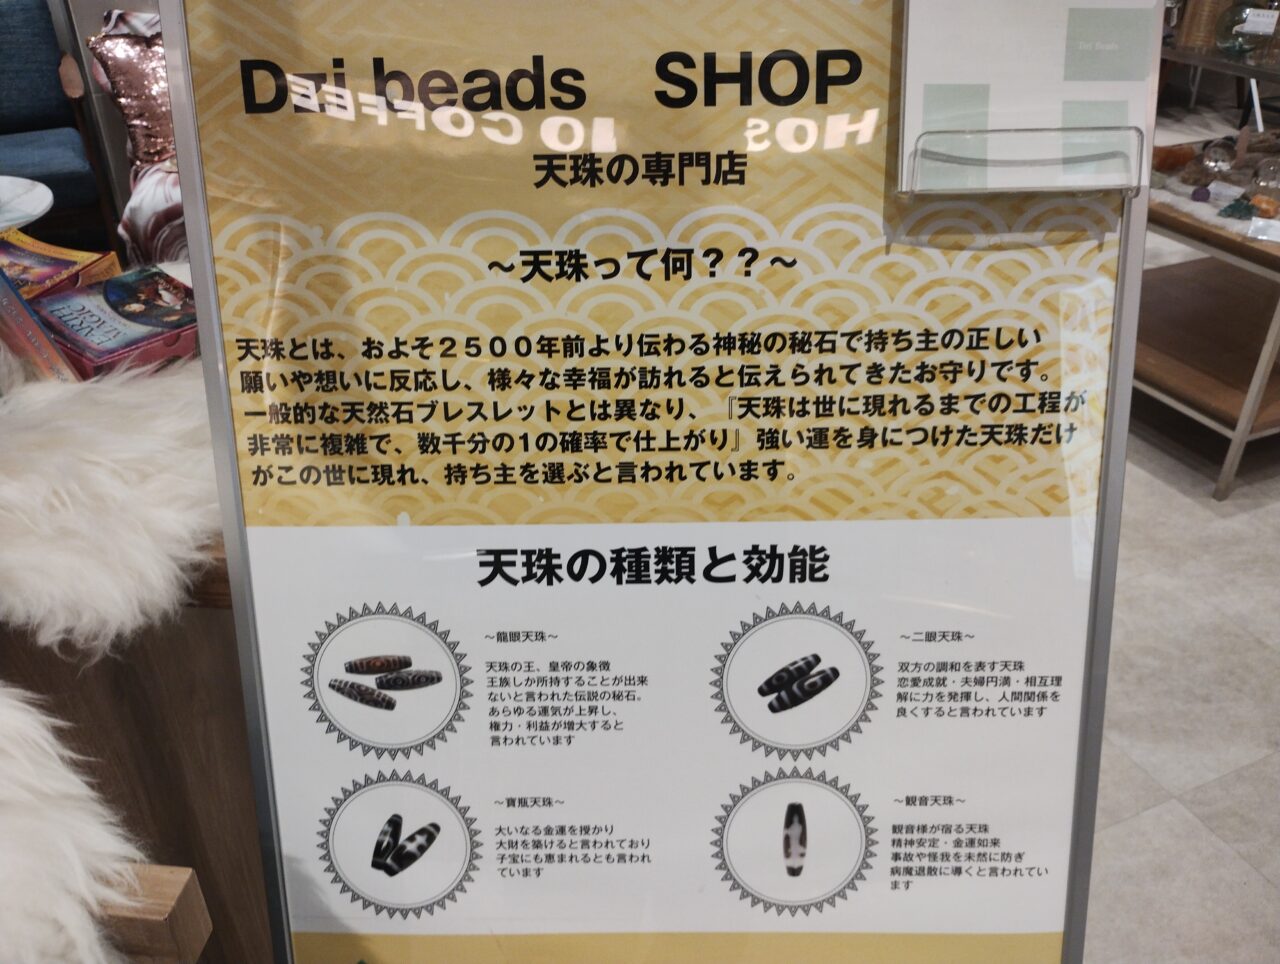 Dzi beads SHOP
天珠の専門店
～天珠って何？？～
天珠とは、およそ２５００年前より伝わる神秘の秘石で持ち主の正しい
願いや想いに反応し、様々な幸福が訪れると伝えられてきたお守りです。
一般的な天然石ブレスレットとは異なり、『天珠は世に現れるまでの工程が
非常に複雑で、数千分の1の確率で仕上がり』強い運を身につけた天珠だけ
がこの世に現れ、持ち主を選ぶと言われています。
天珠の種類と効能
～龍眼天珠～
天珠の王、皇帝の象徴
王族しか所持することが出来
ないと言われた伝説の秘石。
あらゆる運気が上昇し、
権力・利益が増大すると
言われています
～二眼天珠～
双方の調和を表す天珠
恋愛成就・夫婦円満・相互理
解に力を発揮し、人間関係を
良くすると言われています
～寶瓶天珠～
大いなる金運を授かり
大財を築けると言われており
子宝にも恵まれるとも言われ
ています
～観音天珠～
観音様が宿る天珠
精神安定・金運如来
事故や怪我を未然に防ぎ
病魔退散に導くと言われてい
ます
Dzi Beads
EARTH
MAGIC